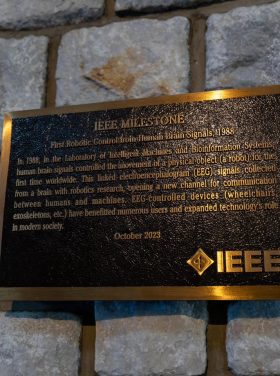 IEEE MILESTONE
First Robotic Control from Human Brain Signals, 1988
In 1988, in the Laboratory of Intelligent Machines and Bioinformation Systems,
human brain signals controlled the movement of a physical object (a robot) for the
first time worldwide. This linked electroencephalogram (EEG) signals collected
from a brain with robotics research, opening a new channel for communication
between humans and machines. EEG-controlled devices (wheelchairs,
exoskeletons, etc.) have benefitted numerous users and expanded technology's role
in modern society.
October 2023
IEEE